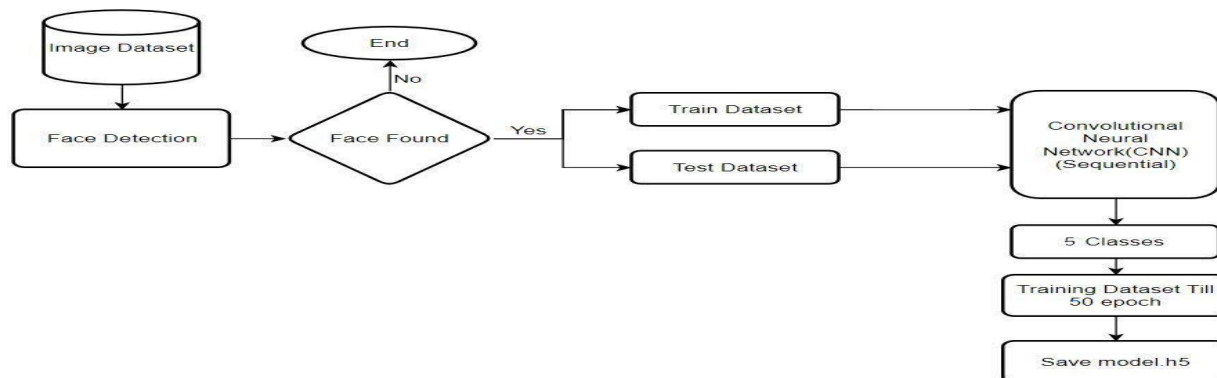 Image Dataset
End
No
Face Detection
Face Found
Yes
Train Dataset
Test Dataset
Convolutional
Neural
Network(CNN)
(Sequential)
5 Classes
Training Dataset Till
50 epoch
Save model.h5